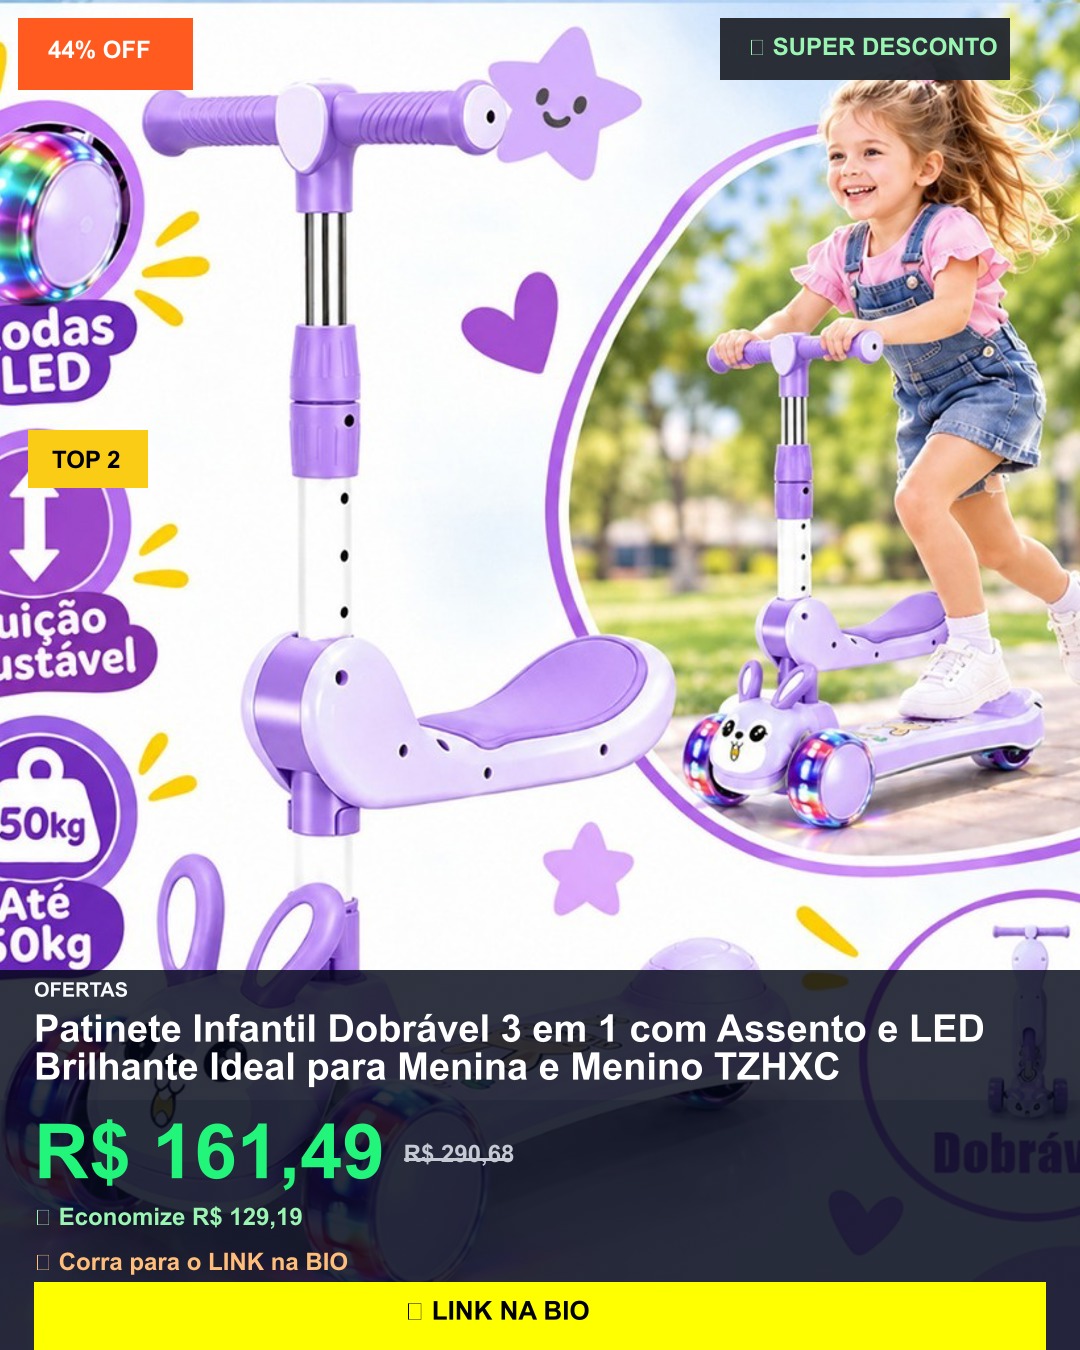 44% OFF
SUPER DESCONTO
odas
LED
TOP 2
uição
ustável
50kg
Até
50kg
OFERTAS
Patinete Infantil Dobrável 3 em 1 com Assento e LED
Brilhante Ideal para Menina e Menino TZHXC
R$ 161,49 R$ 290,68
Dobráv
Economize R$ 129,19
Corra para o LINK na BIO
LINK NA BIO